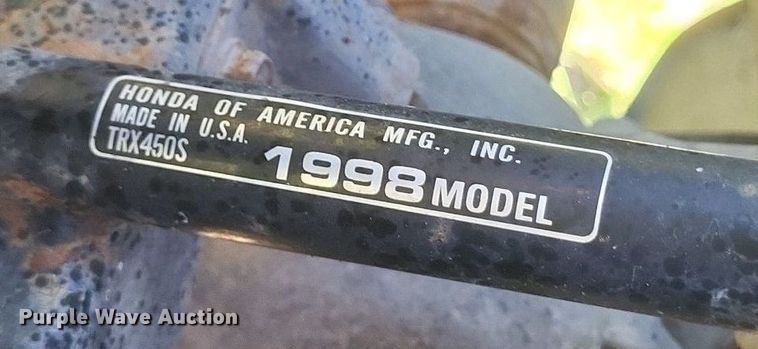 HONDA OF AMERICA MFG., INC.
MADE IN U.S.A.
TRX450S
1998 MODEL
Purple Wave Auction